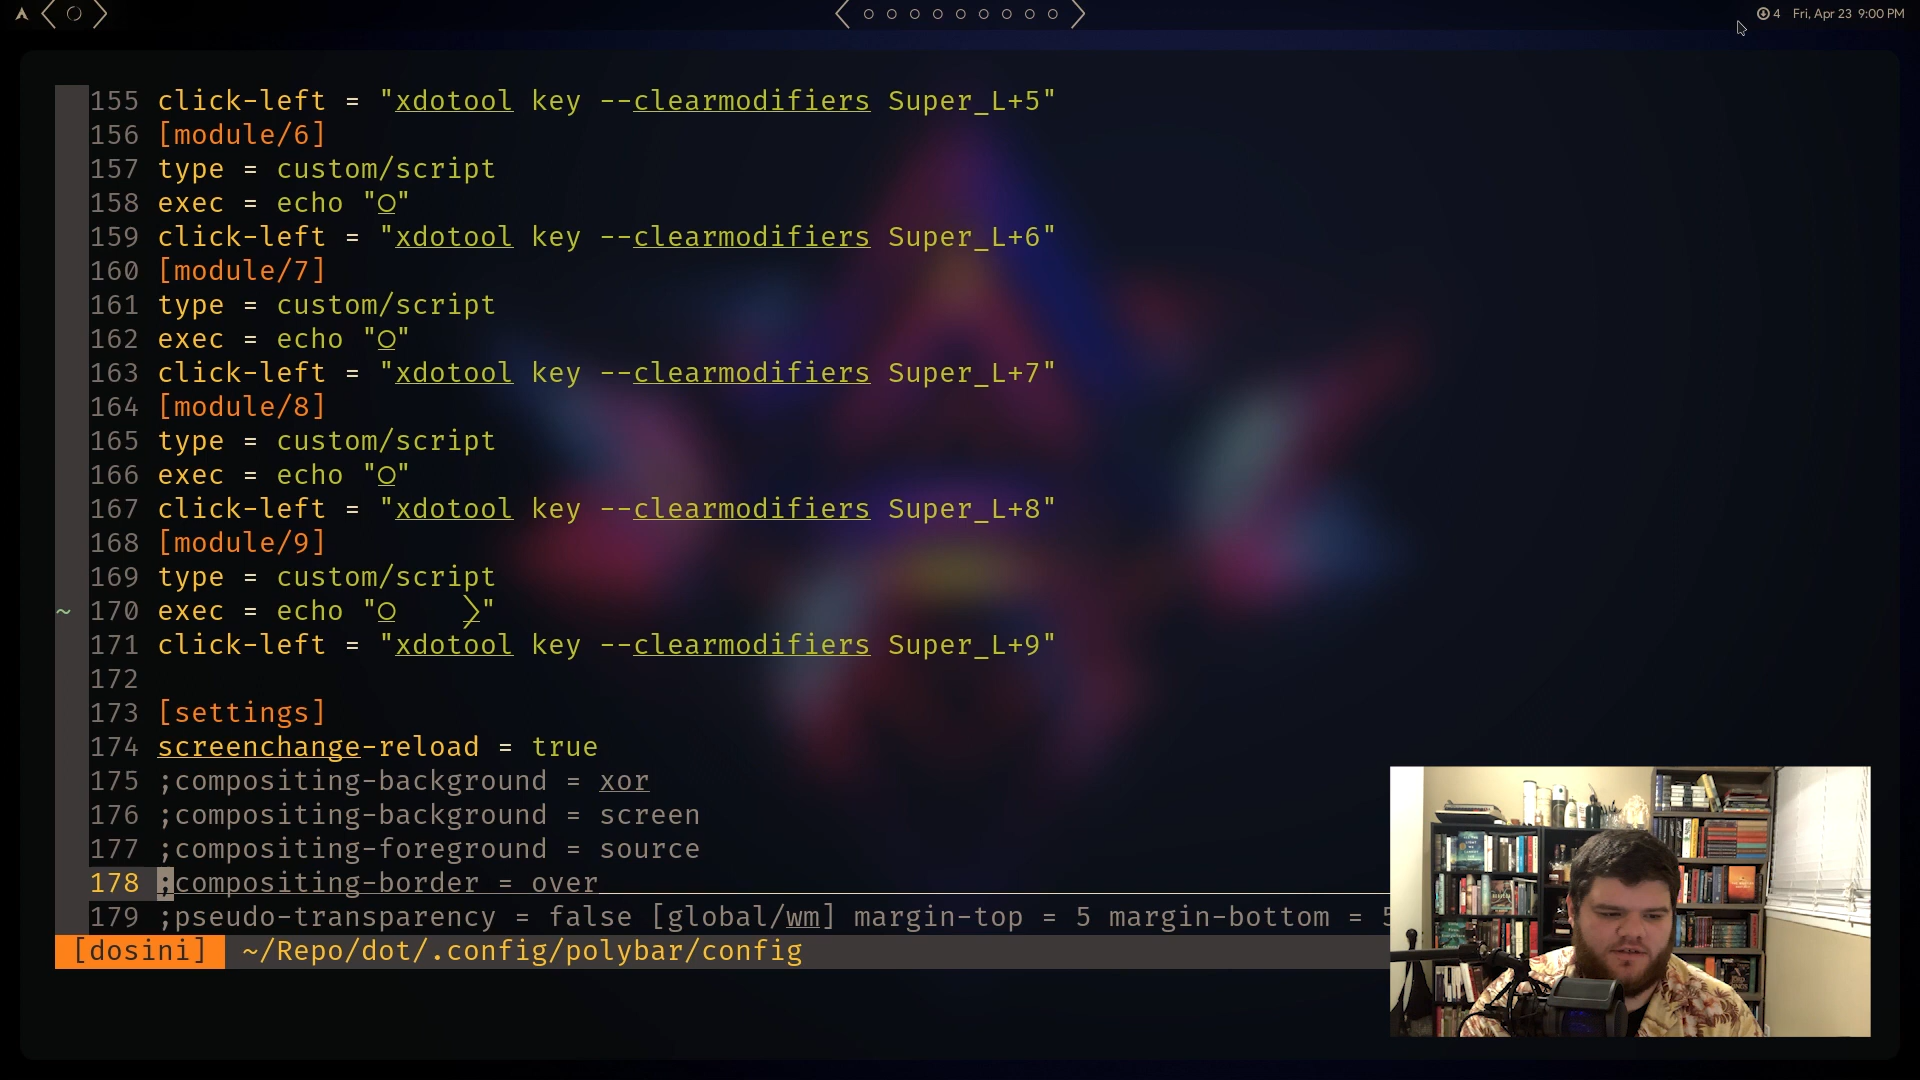 4 Fri, Apr 23 9:00 PM
155 click-left = "xdotool key --clearmodifiers Super_L+5"
156 [module/6]
157 type = custom/script
158 exec = echo "○"
159 click-left = "xdotool key --clearmodifiers Super_L+6"
160 [module/7]
161 type = custom/script
162 exec = echo "○"
163 click-left = "xdotool key --clearmodifiers Super_L+7"
164 [module/8]
165 type = custom/script
166 exec = echo "○"
167 click-left = "xdotool key --clearmodifiers Super_L+8"
168 [module/9]
169 type = custom/script
~ 170 exec = echo "○    〉"
171 click-left = "xdotool key --clearmodifiers Super_L+9"
172
173 [settings]
174 screenchange-reload = true
175 ;compositing-background = xor
176 ;compositing-background = screen
177 ;compositing-foreground = source
178 ;compositing-border = over
179 ;pseudo-transparency = false [global/wm] margin-top = 5 margin-bottom = 5
[dosini] ~/Repo/dot/.config/polybar/config